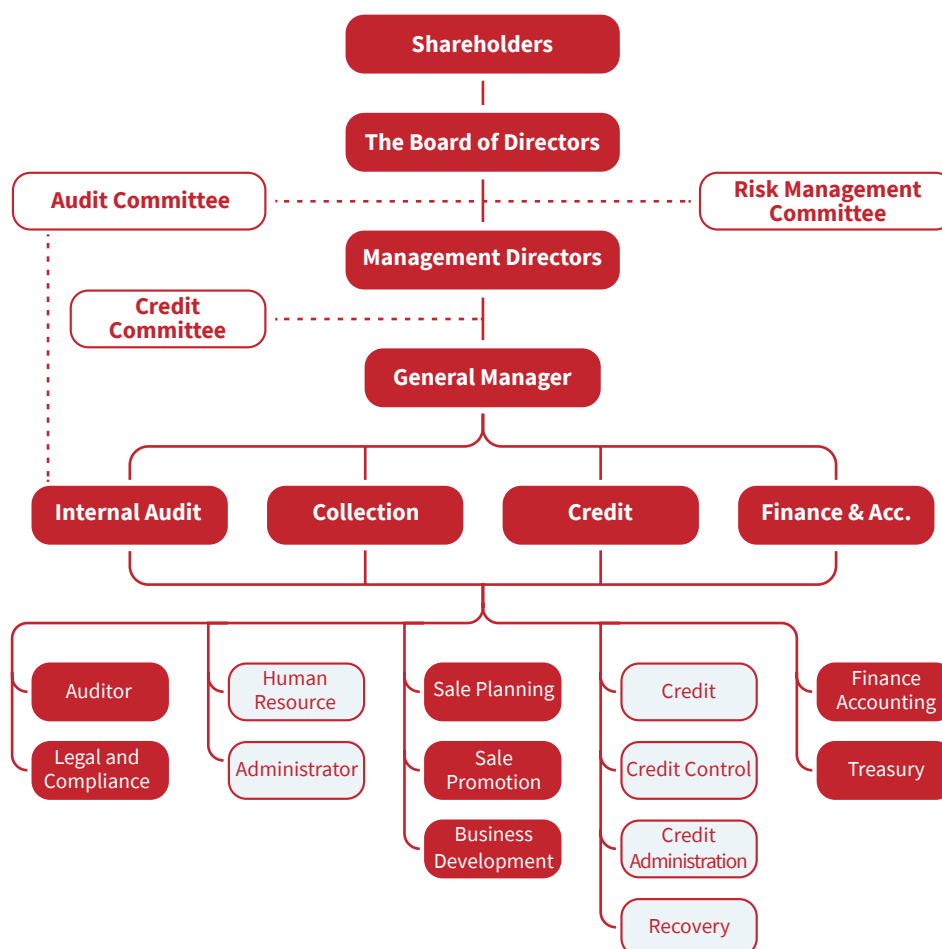 Shareholders
The Board of Directors
Audit Committee
Risk Management
Committee
Management Directors
Credit
Committee
General Manager
Internal Audit
Collection
Credit
Finance & Acc.
Auditor
Human
Resource
Sale Planning
Credit
Finance
Accounting
Legal and
Compliance
Administrator
Sale
Promotion
Credit Control
Treasury
Business
Development
Credit
Administration
Recovery